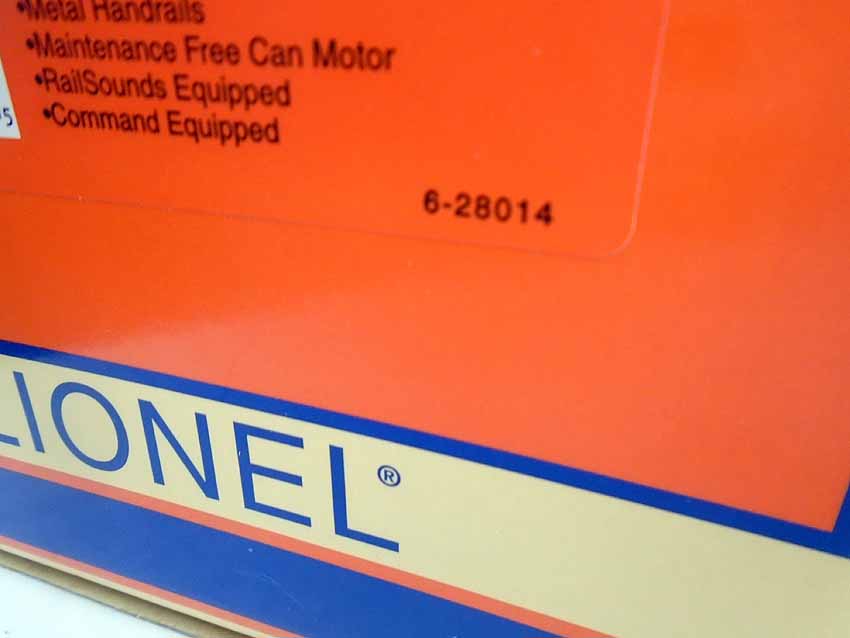 •Metal Handrails
•Maintenance Free Can Motor
•RailSounds Equipped
•Command Equipped
6-28014
LIONEL®